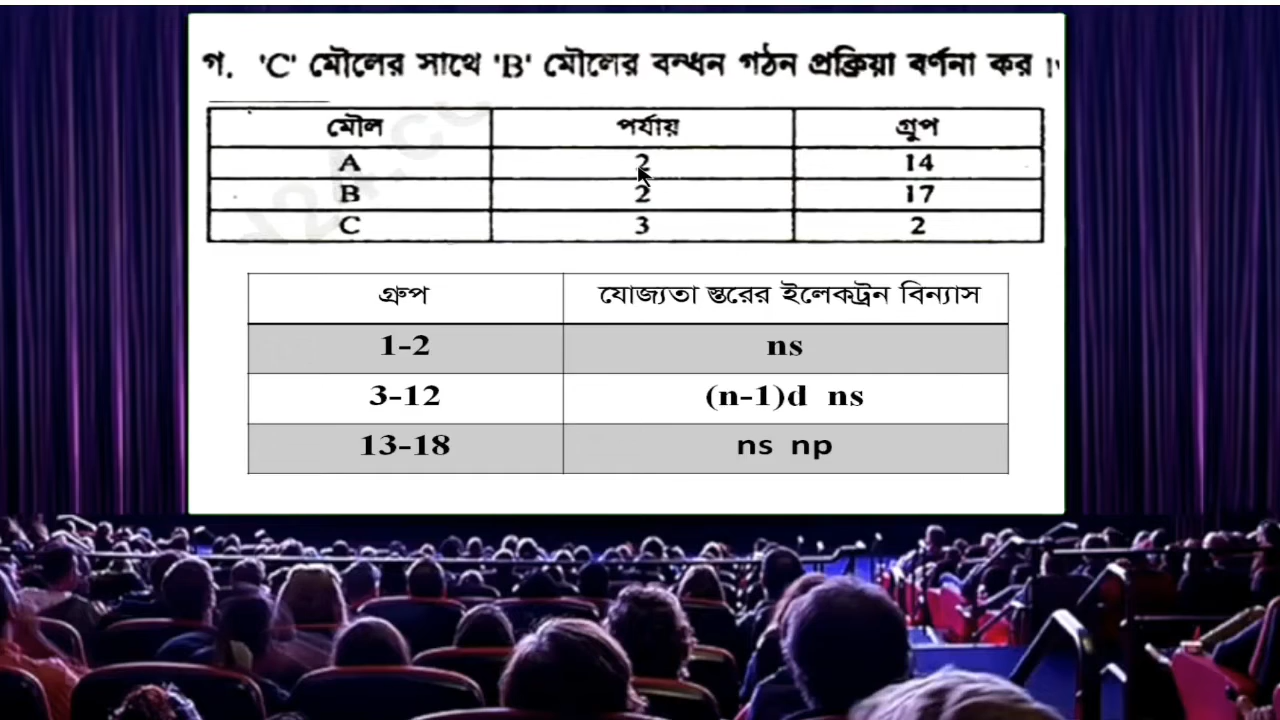 গ. 'C' মৌলের সাথে 'B' মৌলের বন্ধন গঠন প্রক্রিয়া বর্ণনা কর।
মৌল পর্যায় গ্রুপ
A 2 14
B 2 17
C 3 2
গ্রুপ যোজ্যতা স্তরের ইলেকট্রন বিন্যাস
1-2 ns
3-12 (n-1)d ns
13-18 ns np